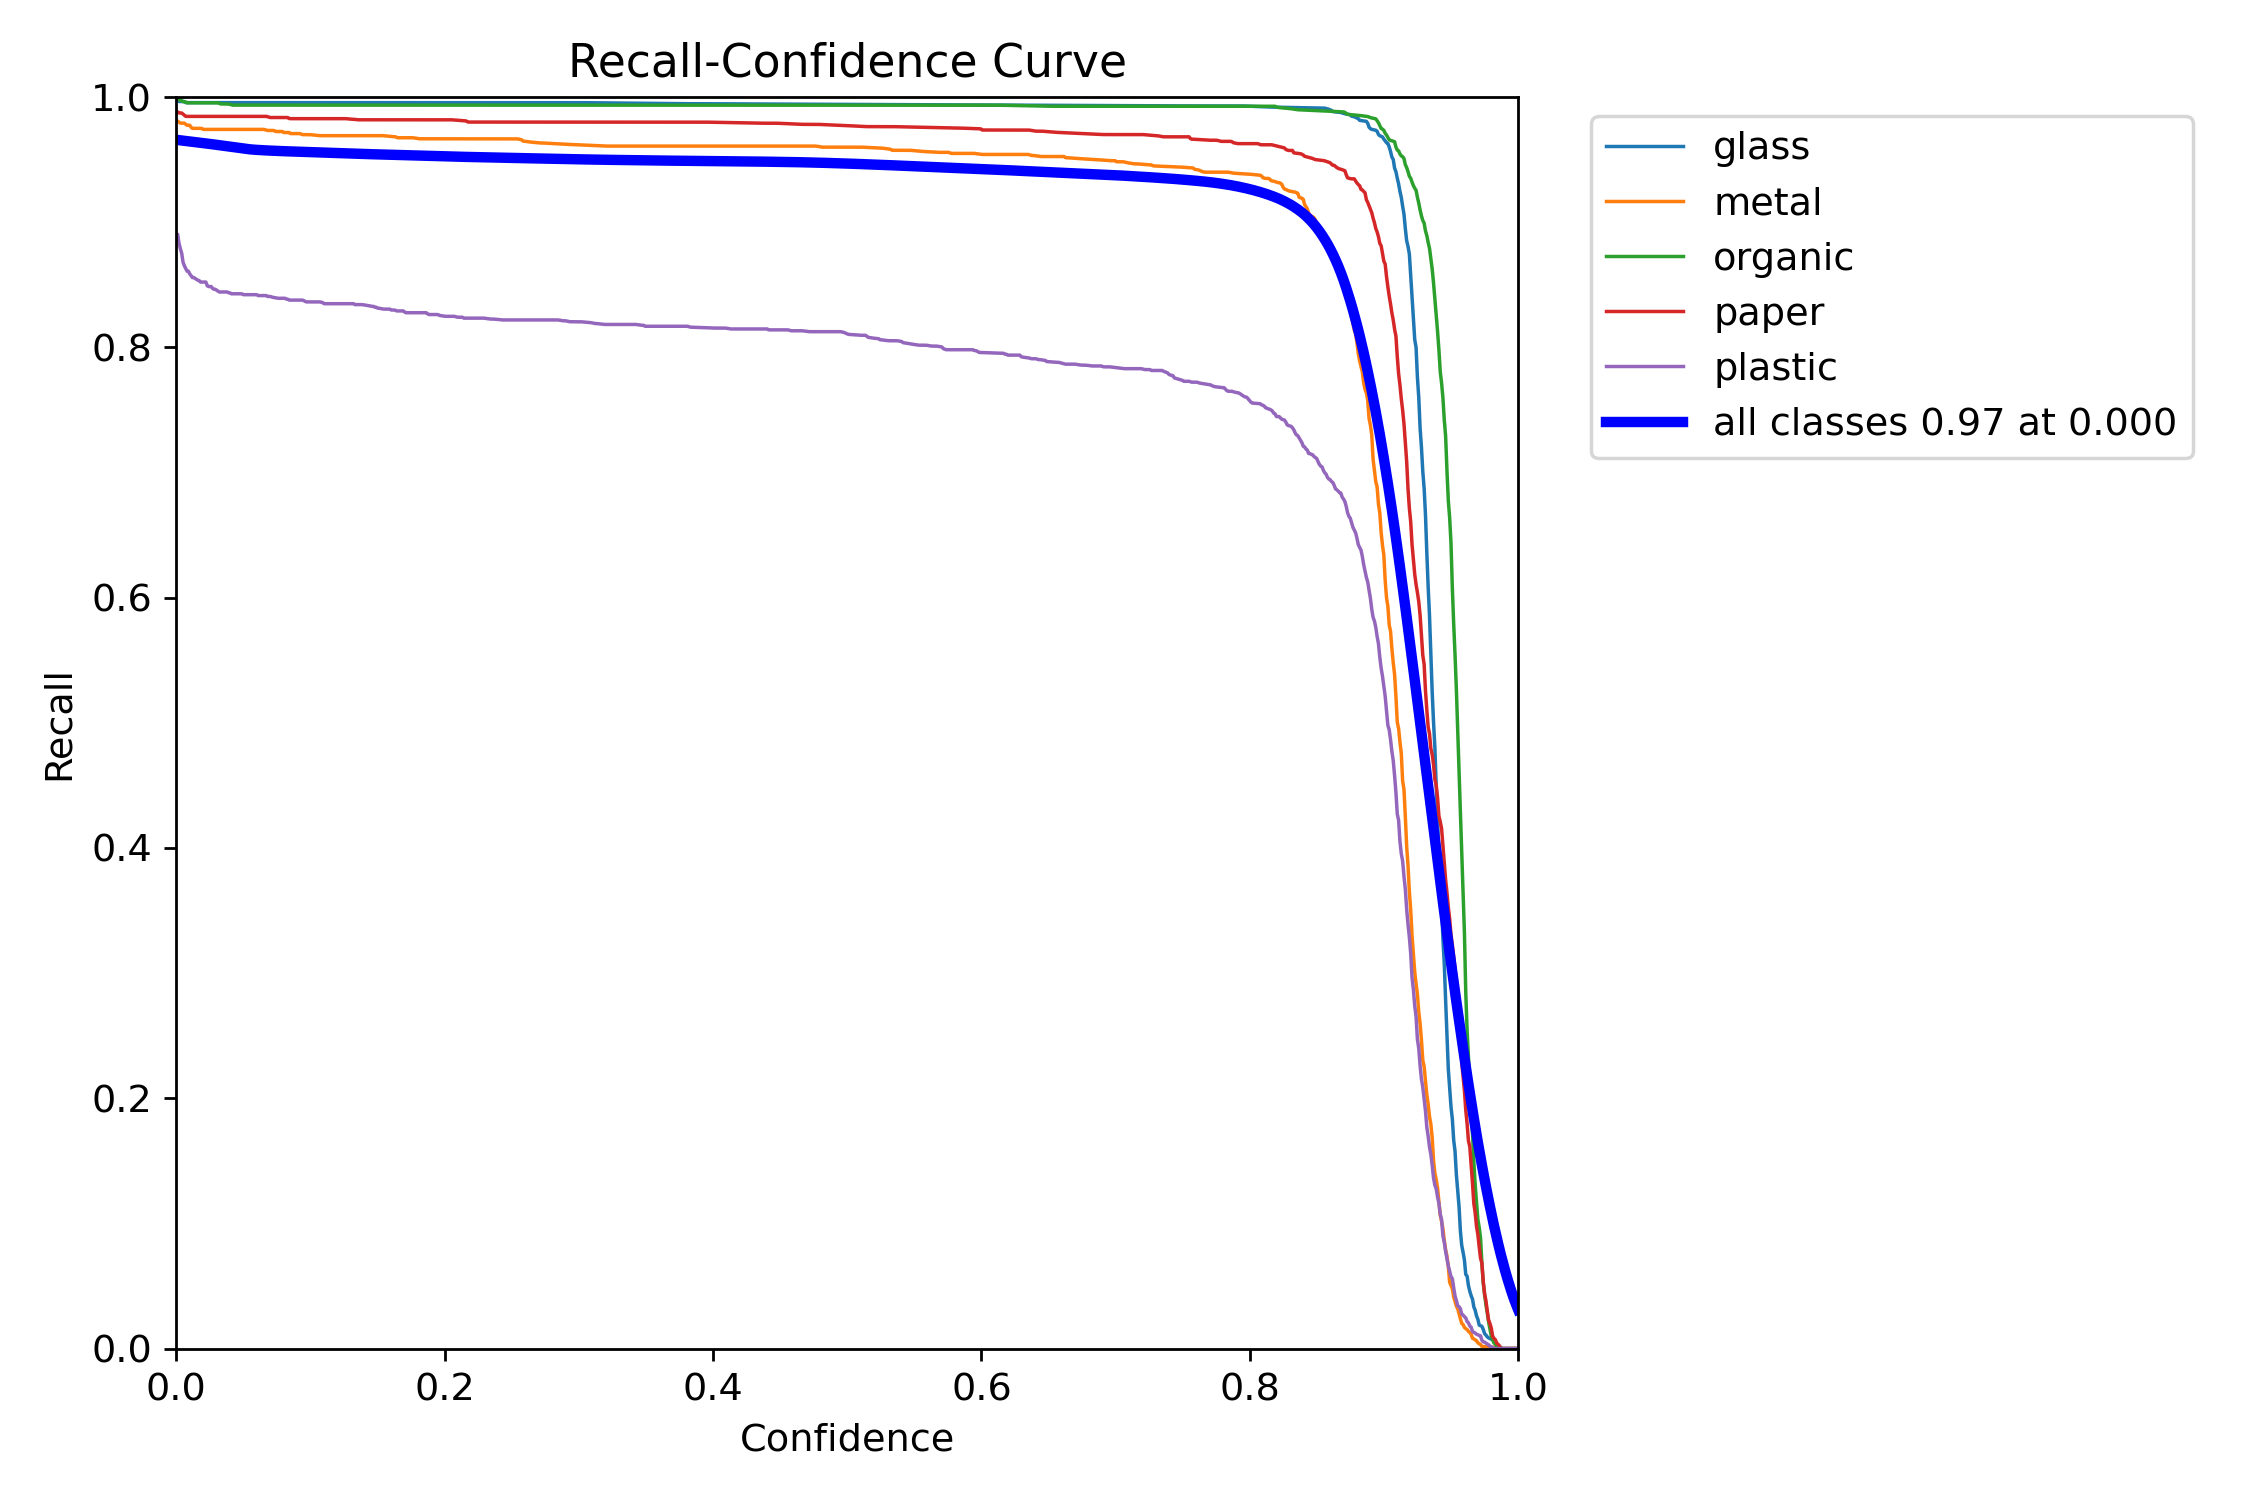 Recall-Confidence Curve
1.0
0.8
0.6
0.4
0.2
0.0
Recall
0.0 0.2 0.4 0.6 0.8 1.0
Confidence
glass
metal
organic
paper
plastic
all classes 0.97 at 0.000